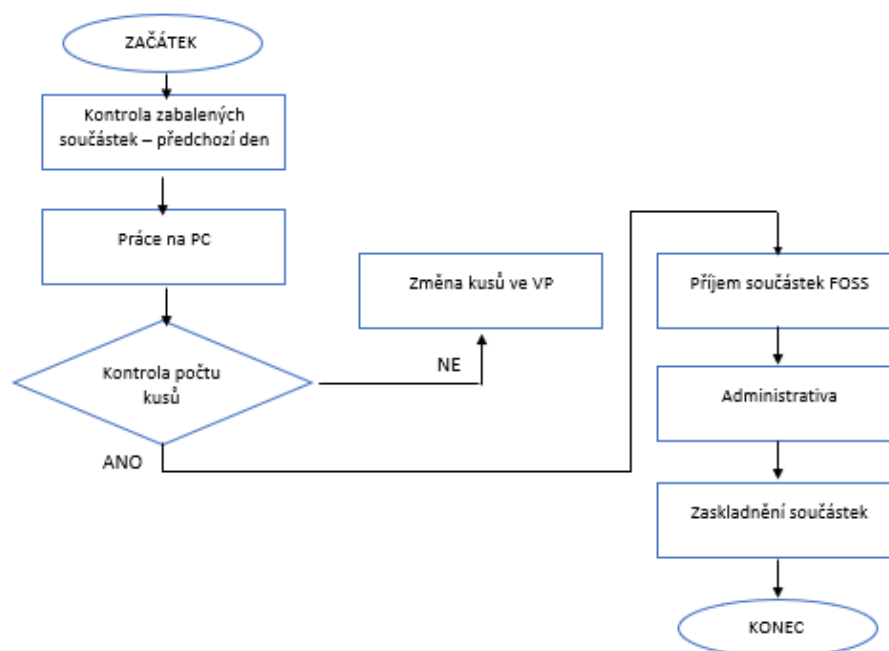 ZAČÁTEK
Kontrola zabalených
součástek – předchozí den
Práce na PC
Kontrola počtu
kusů
NE
Změna kusů ve VP
ANO
Příjem součástek FOSS
Administrativa
Zaskladnění součástek
KONEC